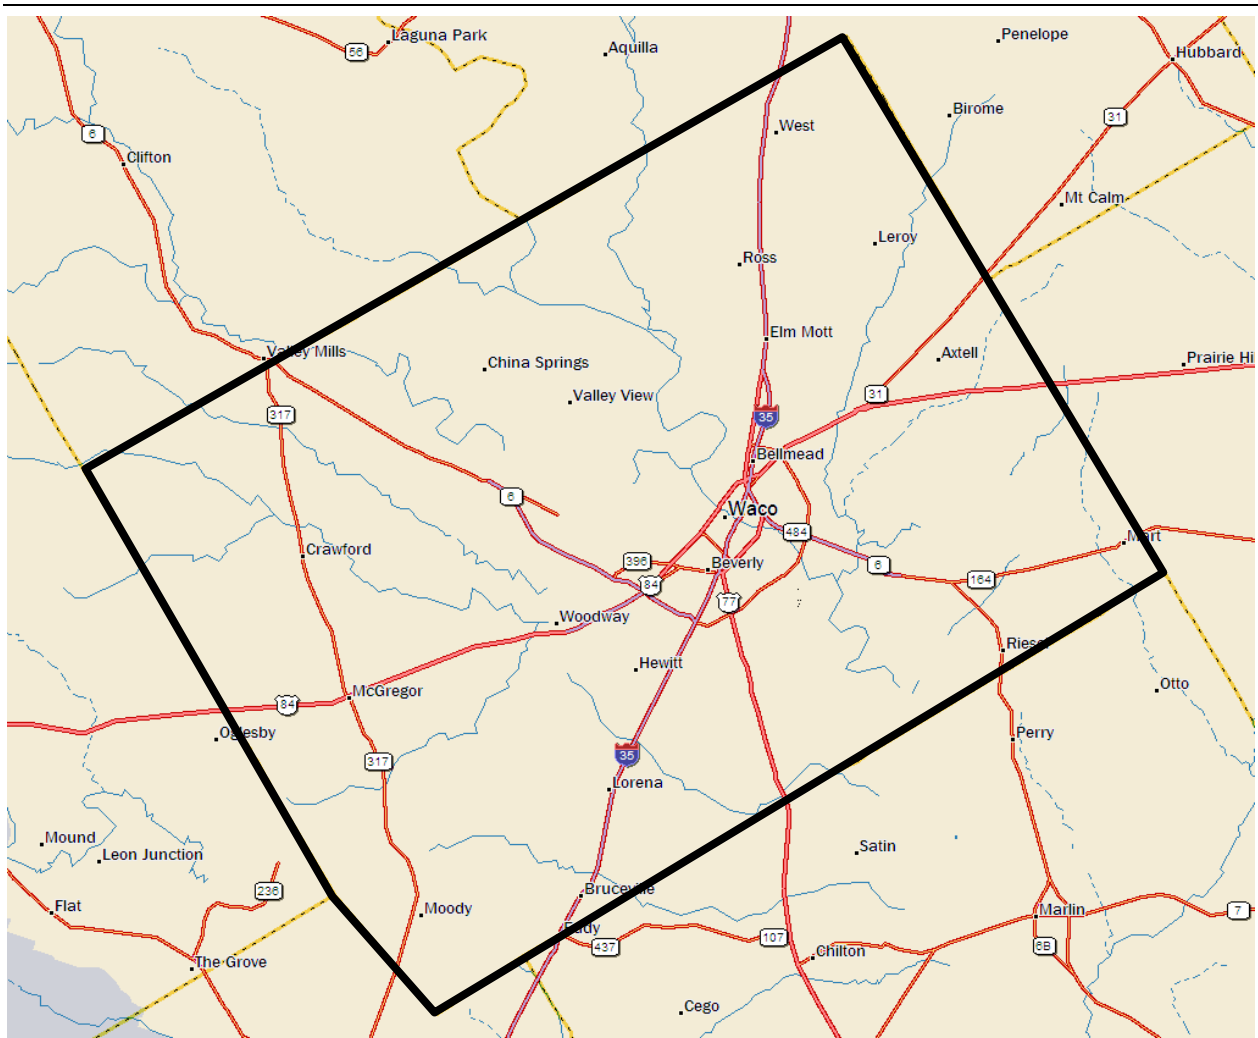 Laguna Park
Penelope
Aquilla
56
Hubbard
Birome
31
West
6
Clifton
Mt Calm
Leroy
Ross
Elm Mott
Valley Mills
China Springs
Axtell
Prairie Hi
Valley View
31
317
35
Bellmead
6
Waco
484
Mart
Crawford
396
Beverly
6
164
84
77
Woodway
Riesel
Hewitt
Otto
McGregor
84
Oglesby
Perry
35
317
Lorena
Mound
Satin
Leon Junction
236
Bruceville
Flat
Moody
Marlin
7
Eddy
437
107
6B
Chilton
The Grove
Cego